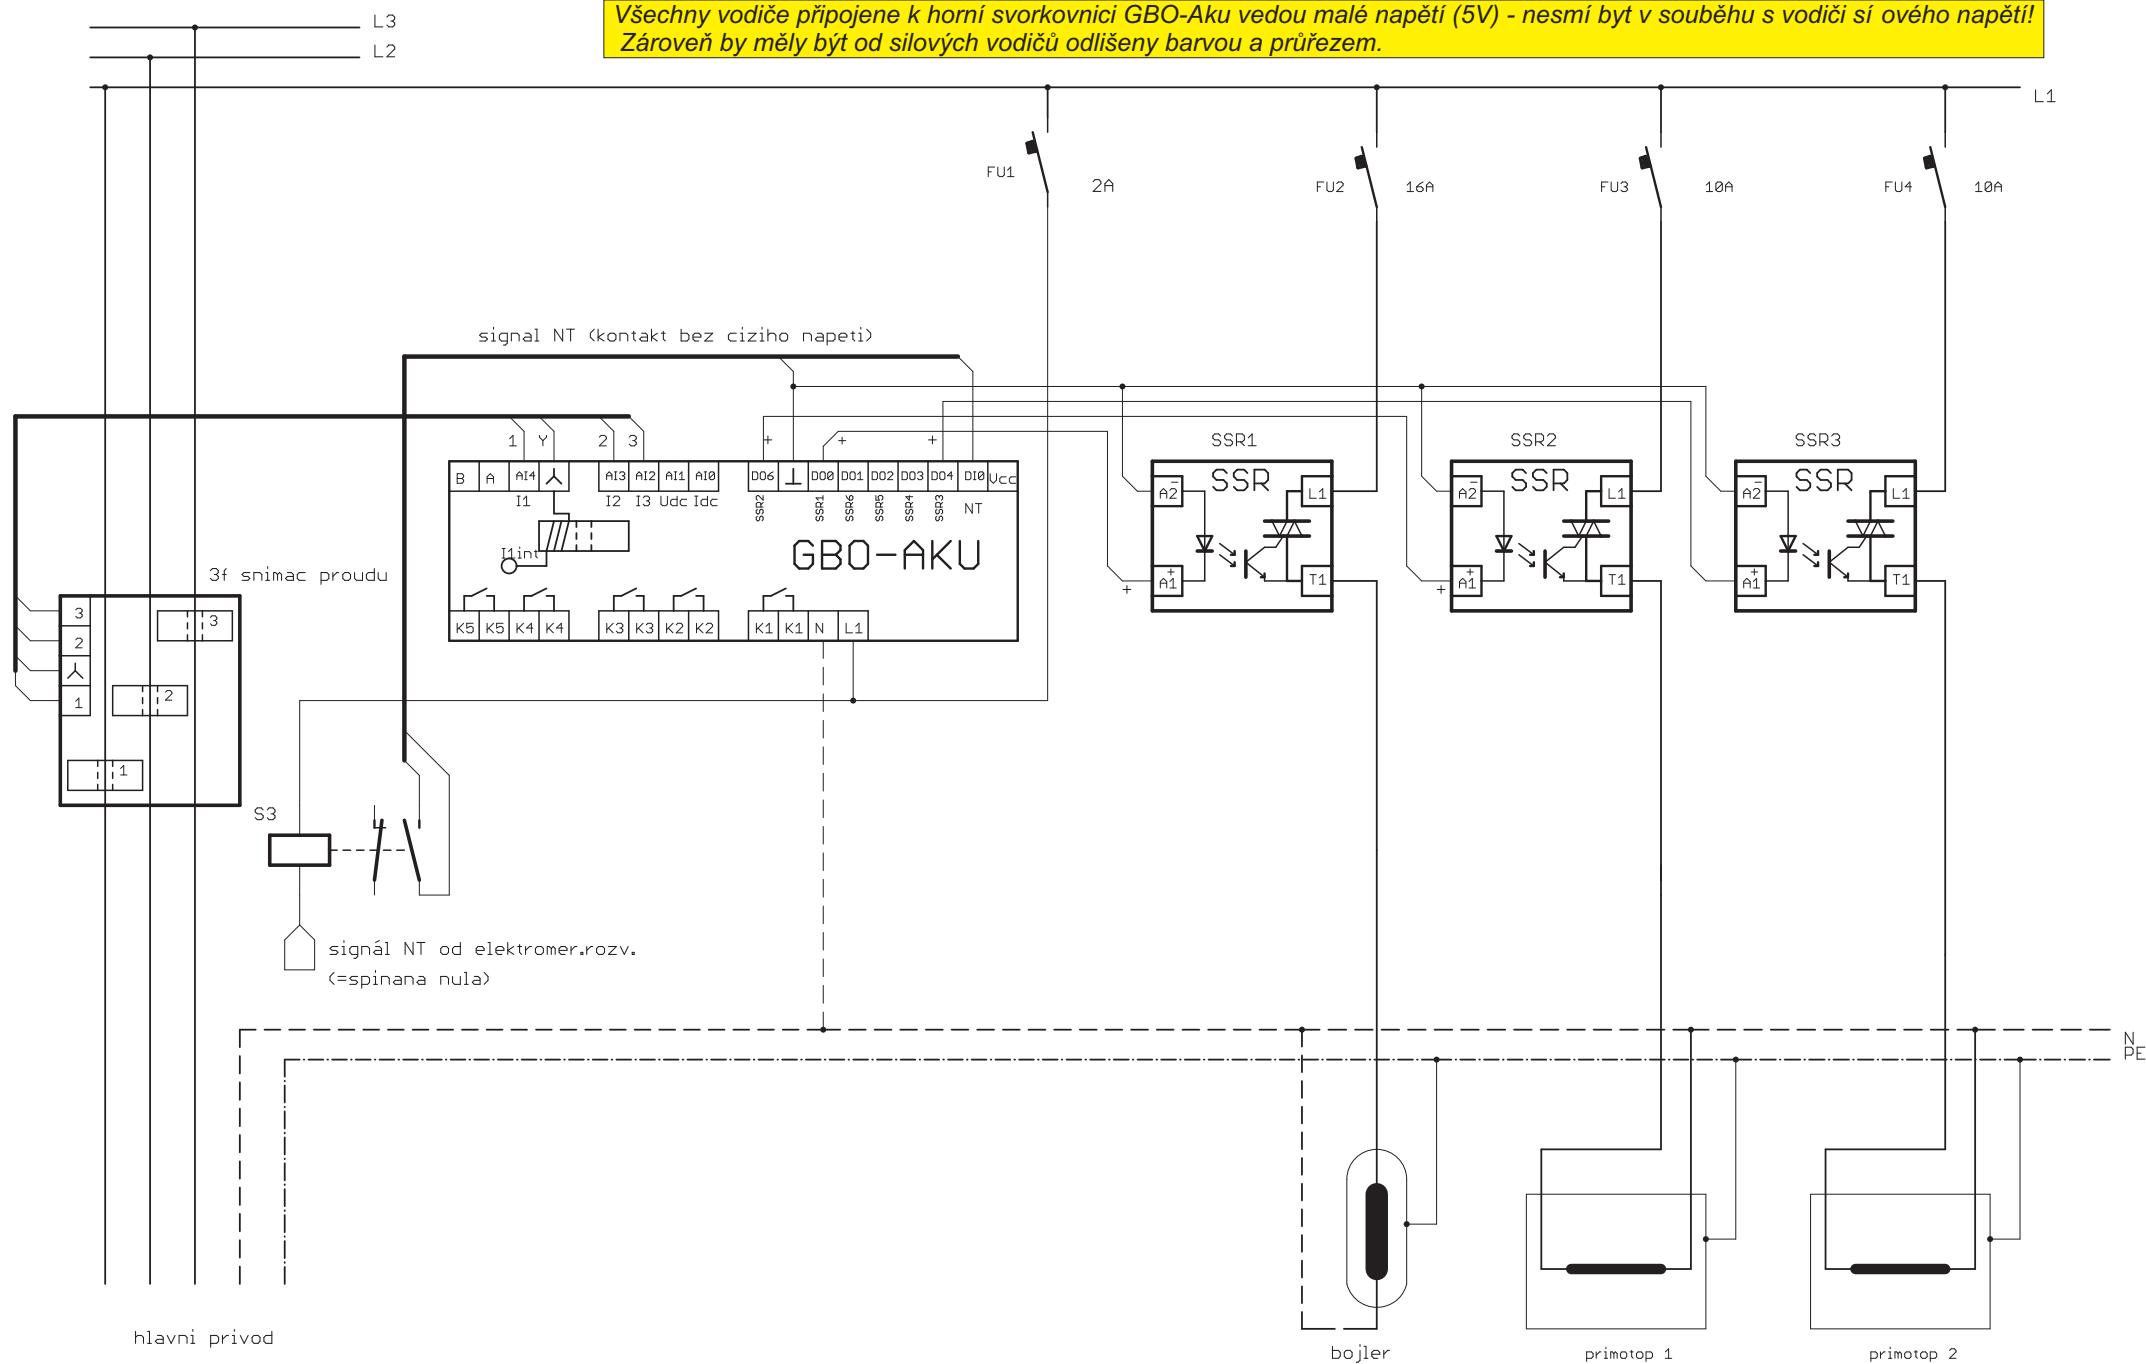 Všechny vodiče připojene k horní svorkovnici GBO-Aku vedou malé napětí (5V) - nesmí byt v souběhu s vodiči sí ového napětí!
Zároveň by měly být od silových vodičů odlišeny barvou a průřezem.
L3
L2
L1
FU1
2A
FU2
16A
FU3
10A
FU4
10A
signal NT (kontakt bez ciziho napeti)
1
Y
2
3
+
+
+
SSR1
SSR2
SSR3
B
A
AI4
AI3
AI2
AI1
AI0
DO6
DO0
DO1
DO2
DO3
DO4
DI0
Vcc
I1
I2
I3
Udc
Idc
SSR2
SSR1
SSR6
SSR5
SSR4
SSR3
NT
I1int
GBO-AKU
K5
K5
K4
K4
K3
K3
K2
K2
K1
K1
N
L1
SSR
A2
-
L1
A1
+
T1
+
SSR
A2
-
L1
A1
+
T1
+
SSR
A2
-
L1
A1
+
T1
3f snimac proudu
3
2
1
3
2
1
S3
signál NT od elektromer.rozv.
(=spinana nula)
N
PE
hlavni privod
bojler
primotop 1
primotop 2